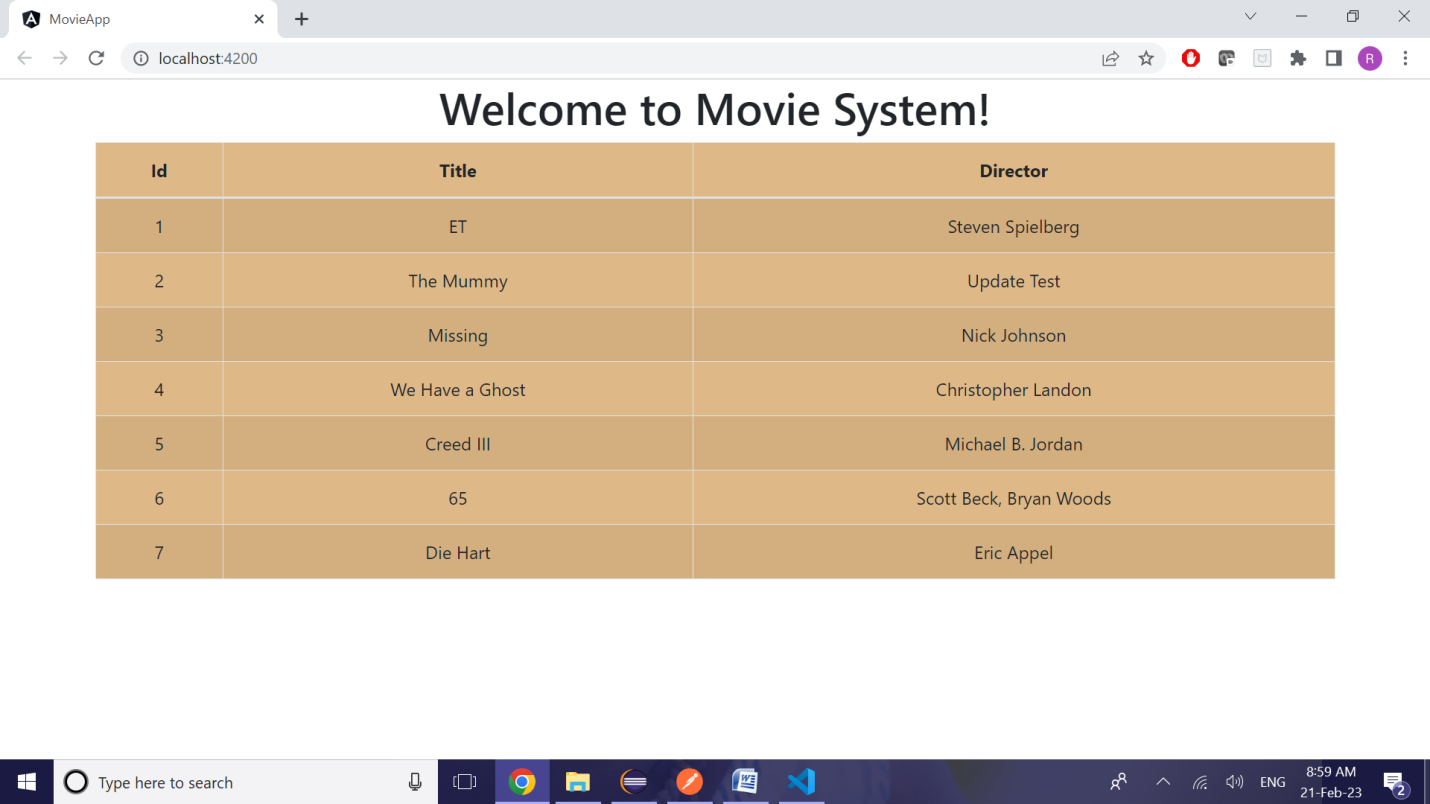 MovieApp
localhost:4200
R
Welcome to Movie System!
Id Title Director
1 ET Steven Spielberg
2 The Mummy Update Test
3 Missing Nick Johnson
4 We Have a Ghost Christopher Landon
5 Creed III Michael B. Jordan
6 65 Scott Beck, Bryan Woods
7 Die Hart Eric Appel
Type here to search
ENG
8:59 AM
21-Feb-23
2